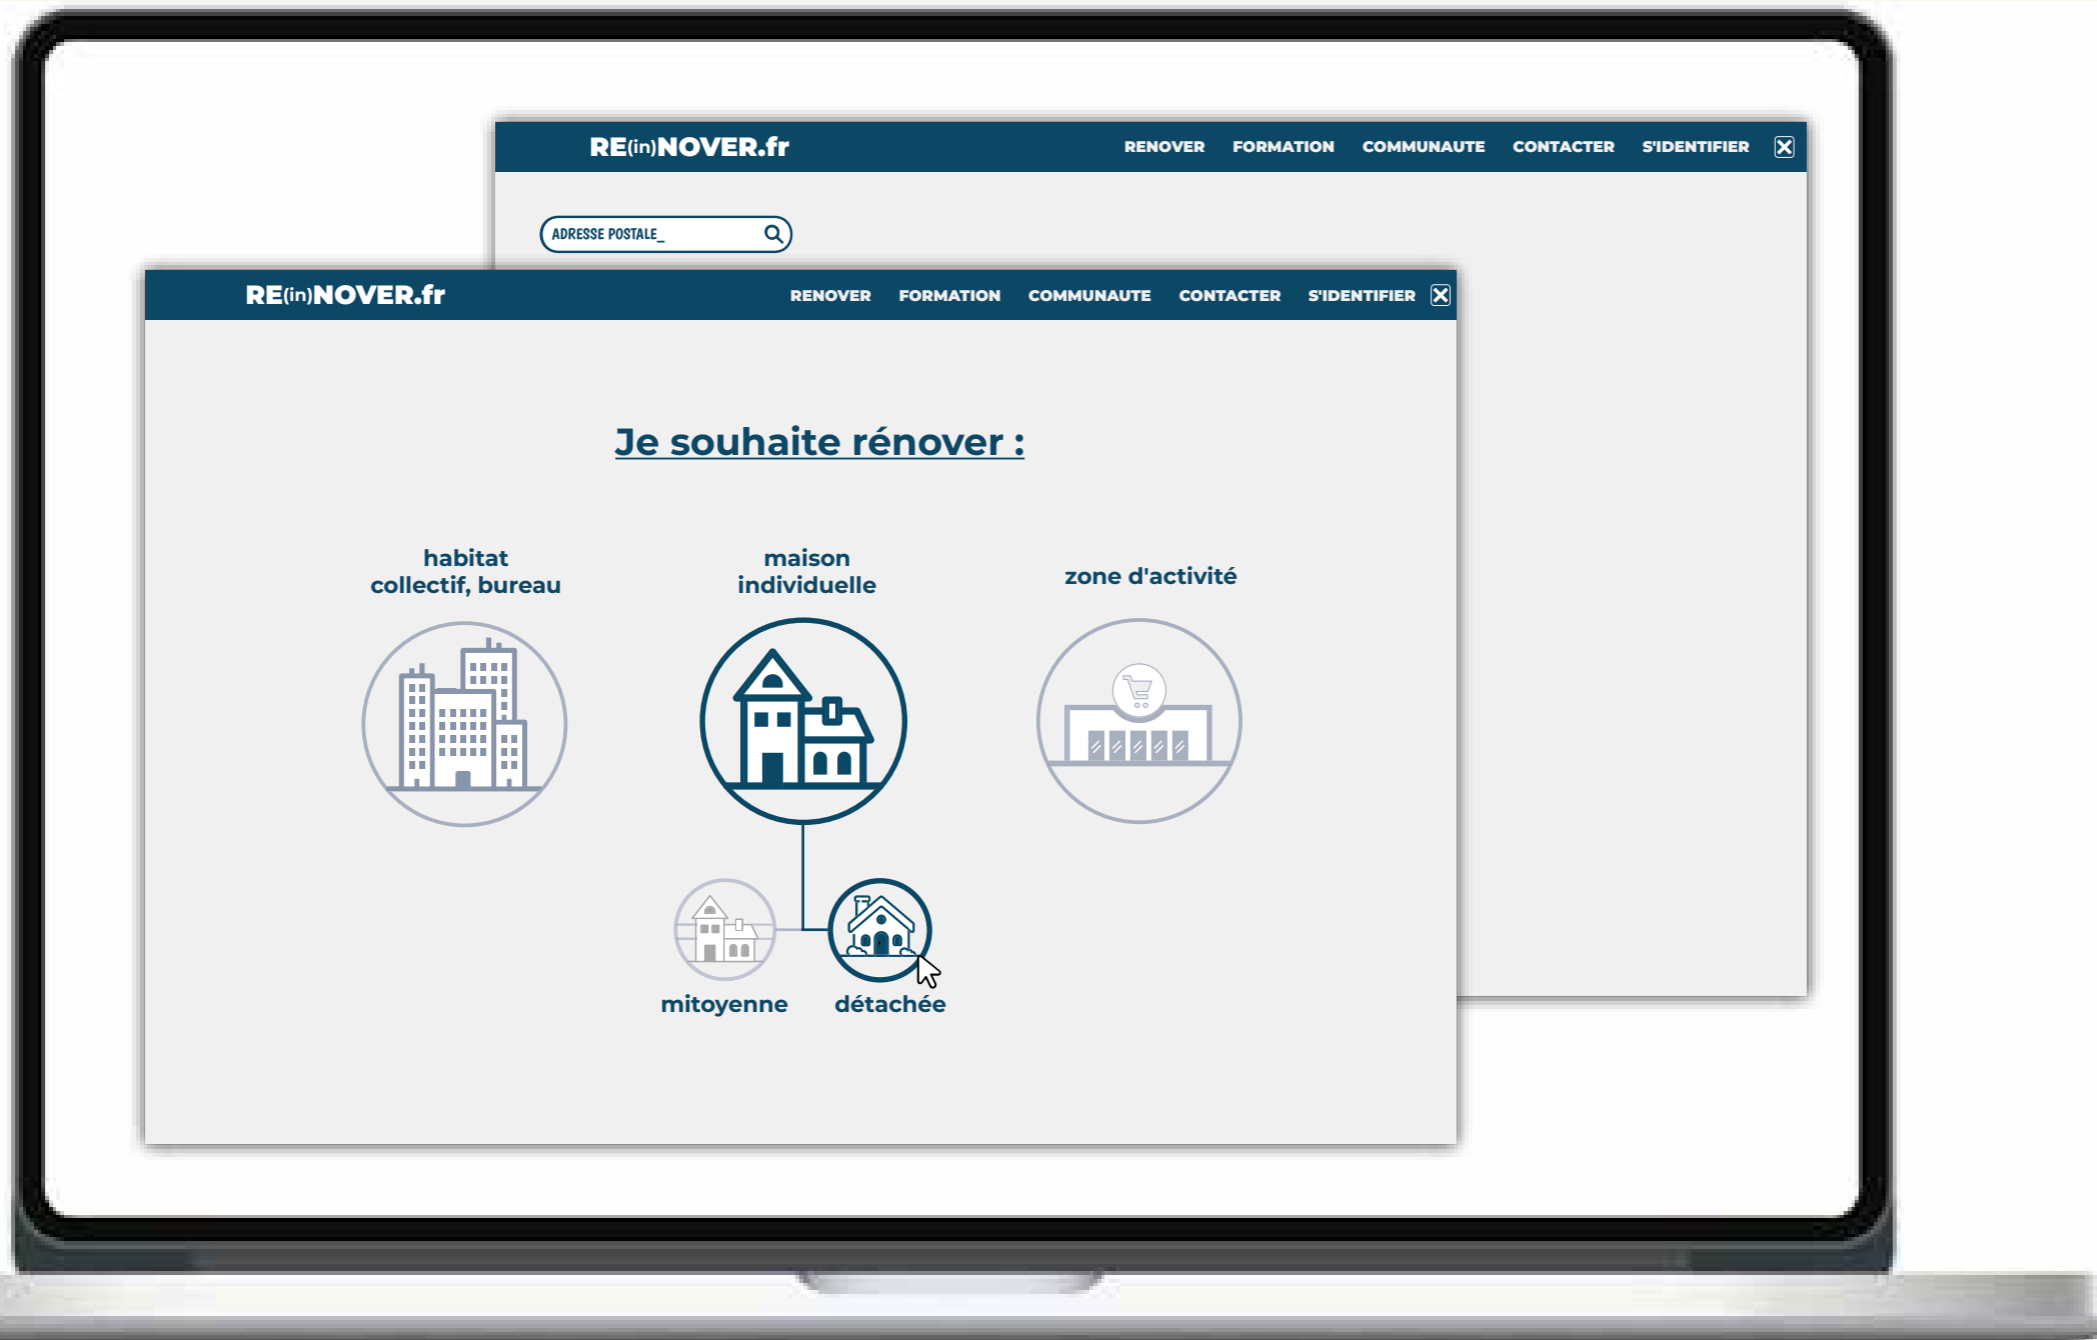 RE(in)NOVER.fr RENOVER FORMATION COMMUNAUTE CONTACTER S'IDENTIFIER
ADRESSE POSTALE_
RE(in)NOVER.fr RENOVER FORMATION COMMUNAUTE CONTACTER S'IDENTIFIER
Je souhaite rénover :
habitat
collectif, bureau
maison
individuelle
zone d'activité
mitoyenne
détachée